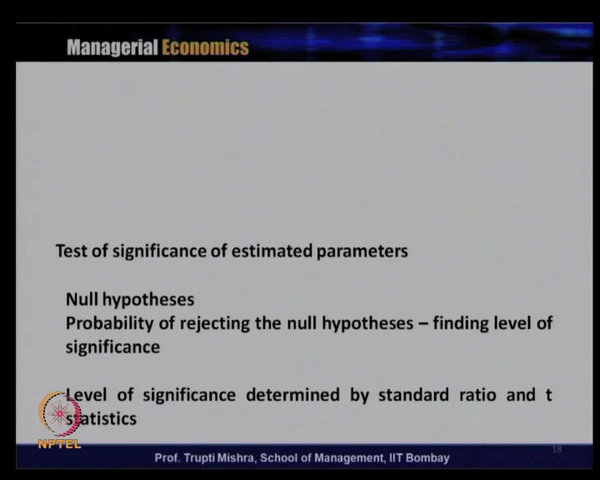 Managerial Economics
Test of significance of estimated parameters
Null hypotheses
Probability of rejecting the null hypotheses – finding level of
significance
Level of significance determined by standard ratio and t
statistics
NPTEL
Prof. Trupti Mishra, School of Management, IIT Bombay
18